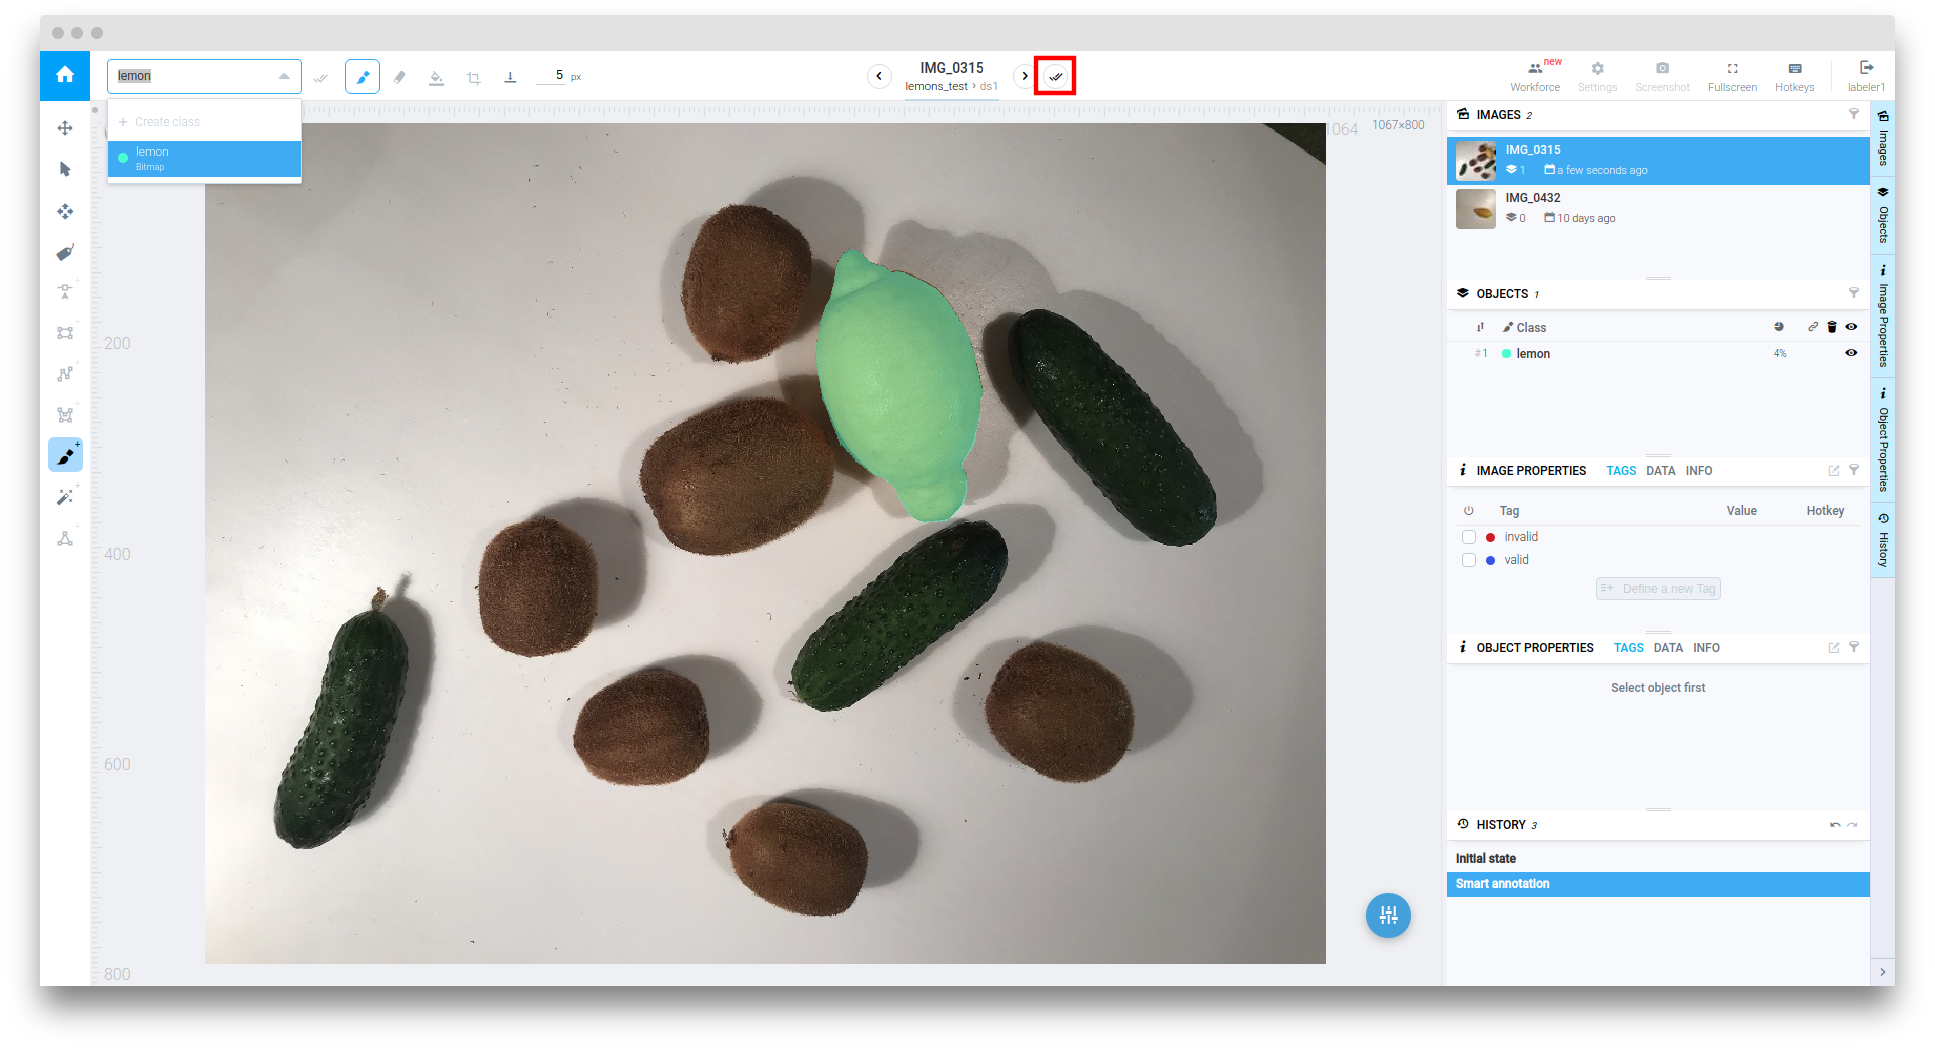 lemon
5 px
IMG_0315
lemons_test › ds1
new
Workforce
Settings
Screenshot
Fullscreen
Hotkeys
labeler1
+ Create class
lemon
Bitmap
1064
1067×800
200
400
600
800
IMAGES 2
IMG_0315
1 a few seconds ago
IMG_0432
0 10 days ago
OBJECTS 1
Class
#1 lemon 4%
IMAGE PROPERTIES TAGS DATA INFO
Tag Value Hotkey
invalid
valid
Define a new Tag
OBJECT PROPERTIES TAGS DATA INFO
Select object first
HISTORY 3
Initial state
Smart annotation
Images
Objects
Image Properties
Object Properties
History